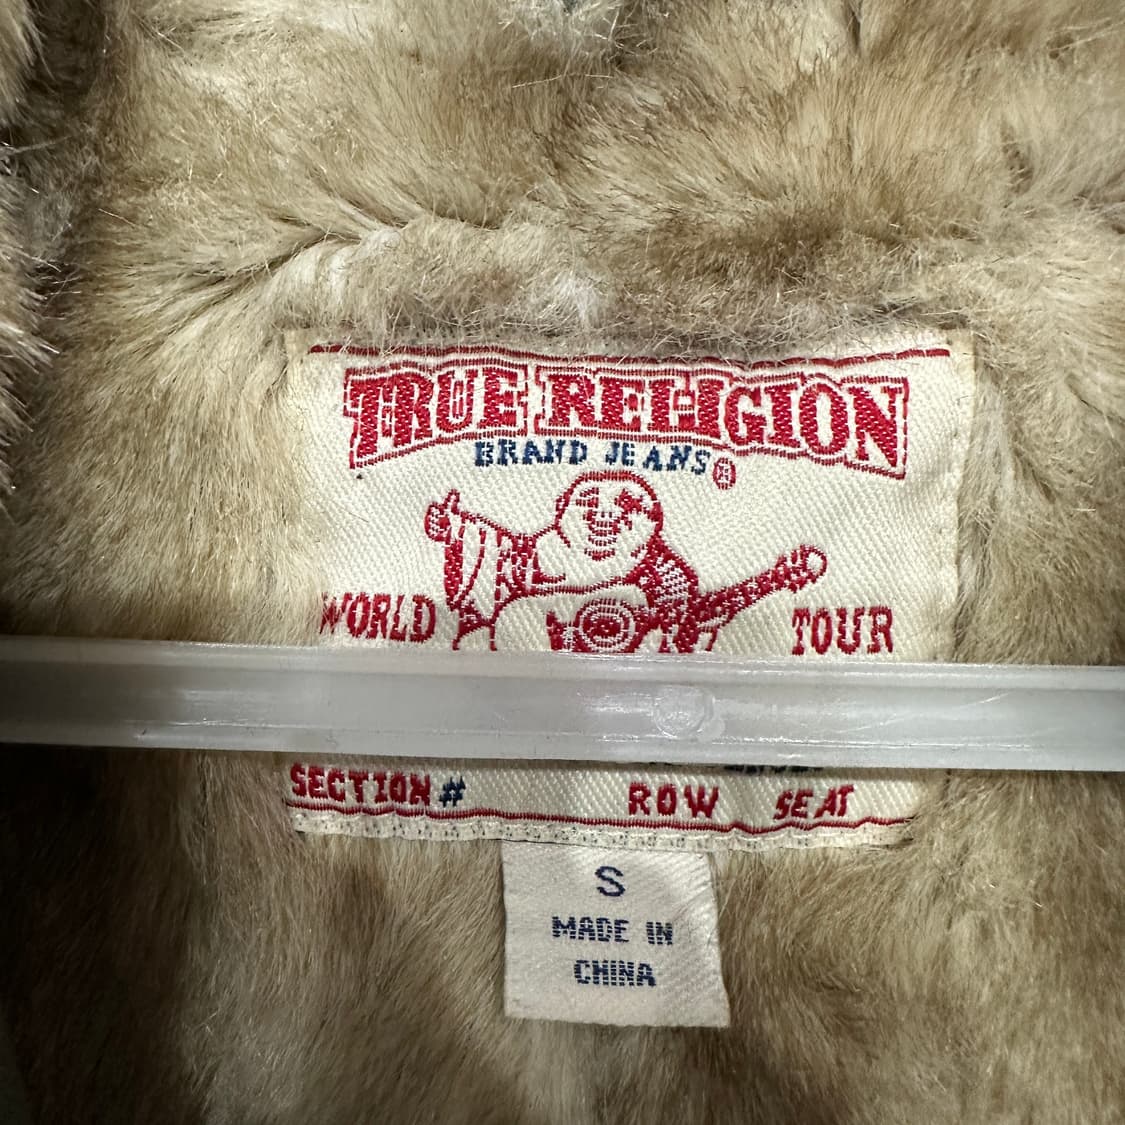 TRUE RELIGION
BRAND JEANS®
WORLD TOUR
SECTION # ROW SEAT
S
MADE IN
CHINA